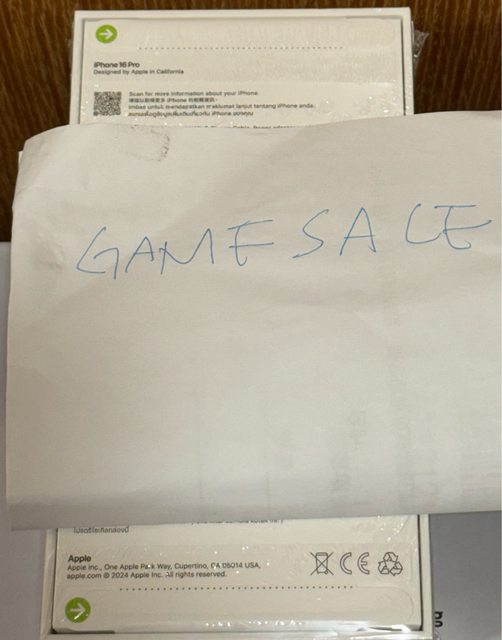 iPhone 16 Pro
Designed by Apple in California
Scan for more information about your iPhone.
Imbas untuk mendapatkan maklumat lanjut tentang iPhone anda.
GAME SALE
Apple
Apple Inc., One Apple Park Way, Cupertino, CA 95014 USA,
apple.com © 2024 Apple Inc. All rights reserved.
CE